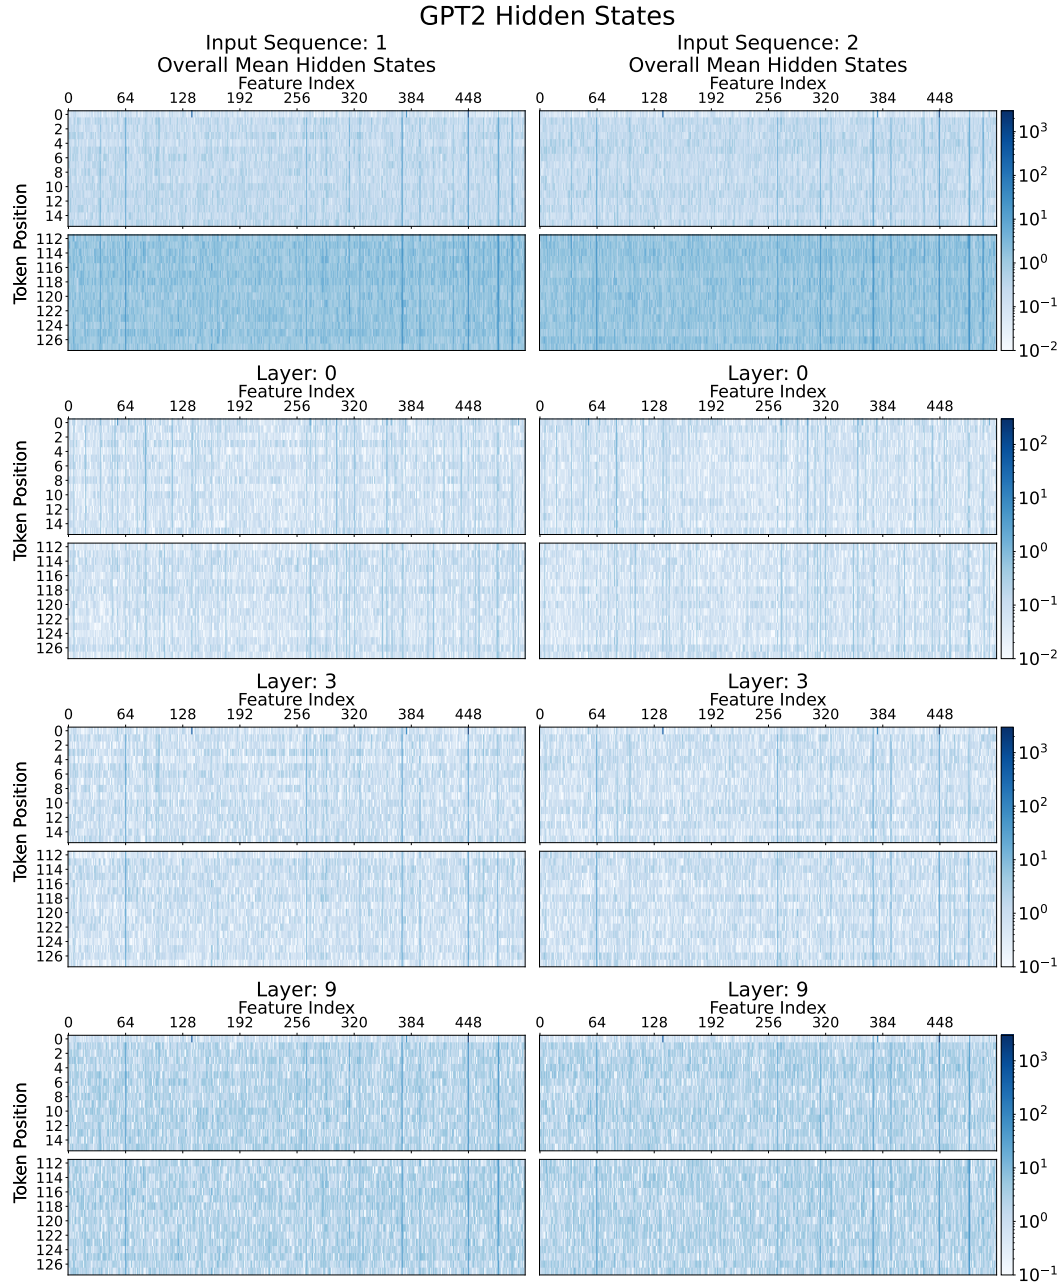 GPT2 Hidden States
Input Sequence: 1
Overall Mean Hidden States
Feature Index
0 64 128 192 256 320 384 448
Input Sequence: 2
Overall Mean Hidden States
Feature Index
0 64 128 192 256 320 384 448
Token Position
0
2
4
6
8
10
12
14
112
114
116
118
120
122
124
126
10³
10²
10¹
10⁰
10⁻¹
10⁻²
Layer: 0
Feature Index
0 64 128 192 256 320 384 448
Layer: 0
Feature Index
0 64 128 192 256 320 384 448
Token Position
0
2
4
6
8
10
12
14
112
114
116
118
120
122
124
126
10²
10¹
10⁰
10⁻¹
10⁻²
Layer: 3
Feature Index
0 64 128 192 256 320 384 448
Layer: 3
Feature Index
0 64 128 192 256 320 384 448
Token Position
0
2
4
6
8
10
12
14
112
114
116
118
120
122
124
126
10³
10²
10¹
10⁰
10⁻¹
Layer: 9
Feature Index
0 64 128 192 256 320 384 448
Layer: 9
Feature Index
0 64 128 192 256 320 384 448
Token Position
0
2
4
6
8
10
12
14
112
114
116
118
120
122
124
126
10³
10²
10¹
10⁰
10⁻¹